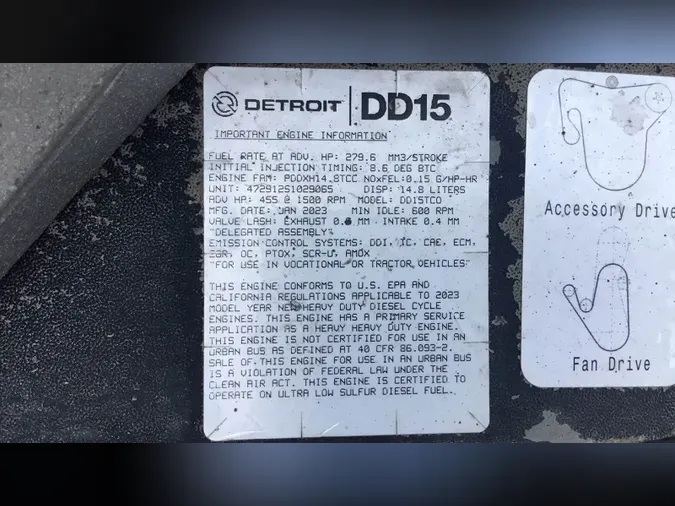 DETROIT DD15
IMPORTANT ENGINE INFORMATION
FUEL RATE AT ADV. HP: 279.6 MM3/STROKE
INITIAL INJECTION TIMING: 8.6 DEG BTC
ENGINE FAM: PDDXH14.8TCC NOXFEL:0.15 G/HP-HR
UNIT: 472912S1029065 DISP: 14.8 LITERS
ADV HP: 455 @ 1500 RPM MODEL: DD15TCO
MFG. DATE: JAN 2023 MIN IDLE: 600 RPM
VALVE LASH: EXHAUST MM INTAKE 0.4 MM
"DELEGATED ASSEMBLY"
EMISSION CONTROL SYSTEMS: DDI, TC, CAE, ECM,
EGR, OC, PTOX, SCR-U, AMOX
"FOR USE IN VOCATIONAL OR TRACTOR VEHICLES"
THIS ENGINE CONFORMS TO U.S. EPA AND
CALIFORNIA REGULATIONS APPLICABLE TO 2023
MODEL YEAR NEW HEAVY DUTY DIESEL CYCLE
ENGINES. THIS ENGINE HAS A PRIMARY SERVICE
APPLICATION AS A HEAVY HEAVY DUTY ENGINE.
THIS ENGINE IS NOT CERTIFIED FOR USE IN AN
URBAN BUS AS DEFINED AT 40 CFR 86.093-2.
SALE OF THIS ENGINE FOR USE IN AN URBAN BUS
IS A VIOLATION OF FEDERAL LAW UNDER THE
CLEAN AIR ACT. THIS ENGINE IS CERTIFIED TO
OPERATE ON ULTRA LOW SULFUR DIESEL FUEL.
Accessory Drive
Fan Drive